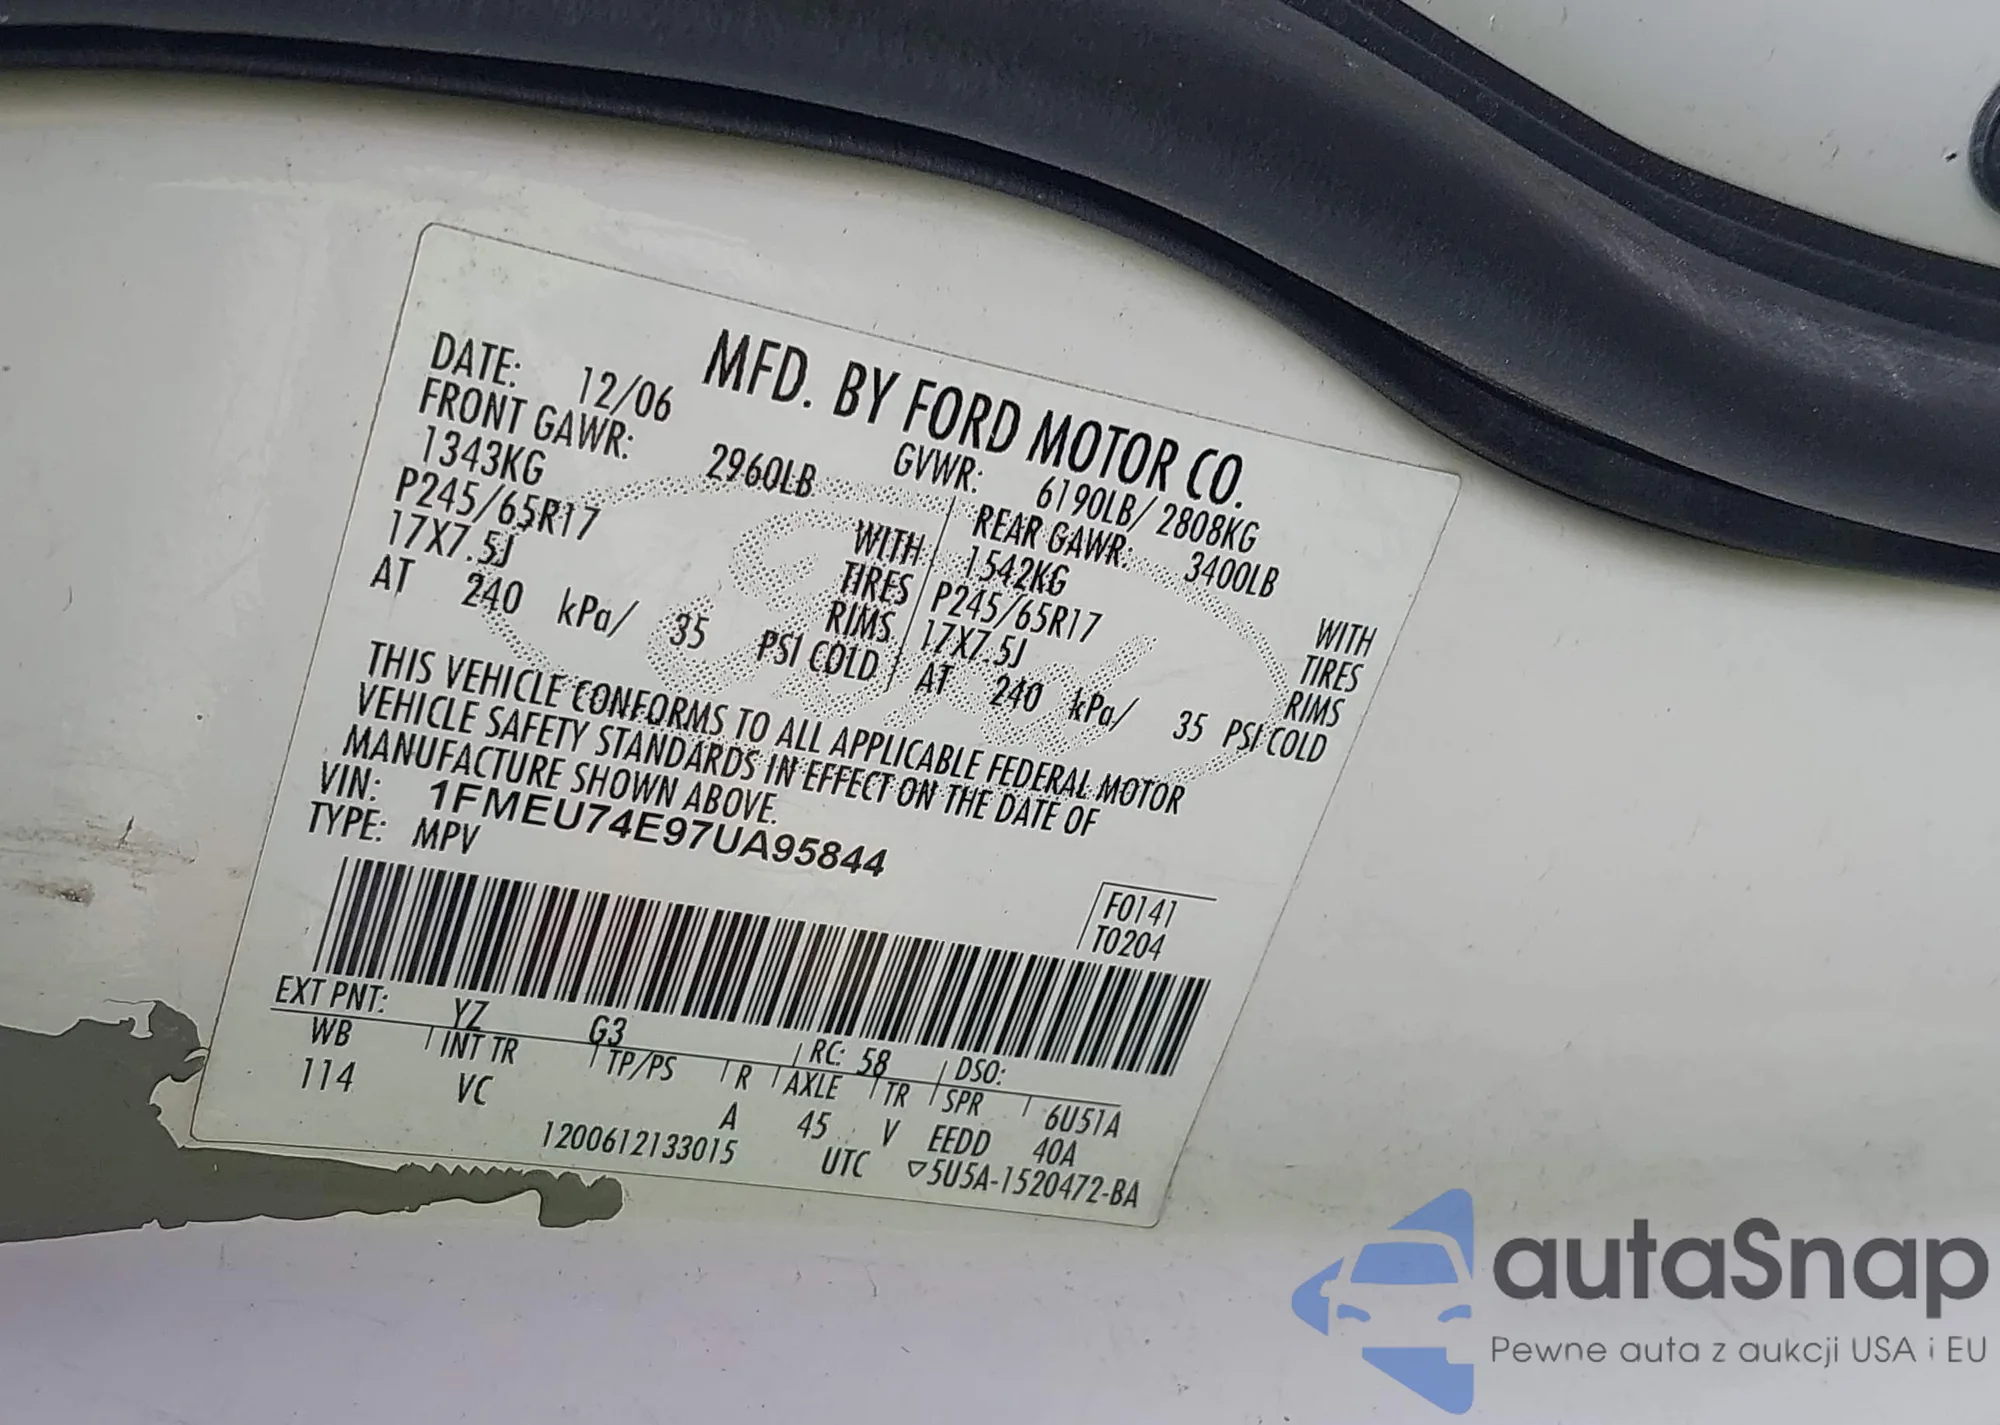 MFD. BY FORD MOTOR CO.
DATE: 12/06 GVWR: 6190LB/2808KG
FRONT GAWR: 2960LB REAR GAWR: 3400LB
1343KG WITH 1542KG WITH
P245/65R17 TIRES P245/65R17 TIRES
17X7.5J RIMS 17X7.5J RIMS
AT 240 kPa/ 35 PSI COLD AT 240 kPa/ 35 PSI COLD
THIS VEHICLE CONFORMS TO ALL APPLICABLE FEDERAL MOTOR
VEHICLE SAFETY STANDARDS IN EFFECT ON THE DATE OF
MANUFACTURE SHOWN ABOVE.
VIN: 1FMEU74E97UA95844
TYPE: MPV
F0141
T0204
EXT PNT: YZ G3 RC: 58 DSO:
WB INT TR TP/PS R AXLE TR SPR 6U51A
114 VC A 45 V EEDD 40A
1200612133015 UTC ▽5U5A-1520472-BA
Ford
autaSnap
Pewne auta z aukcji USA i EU